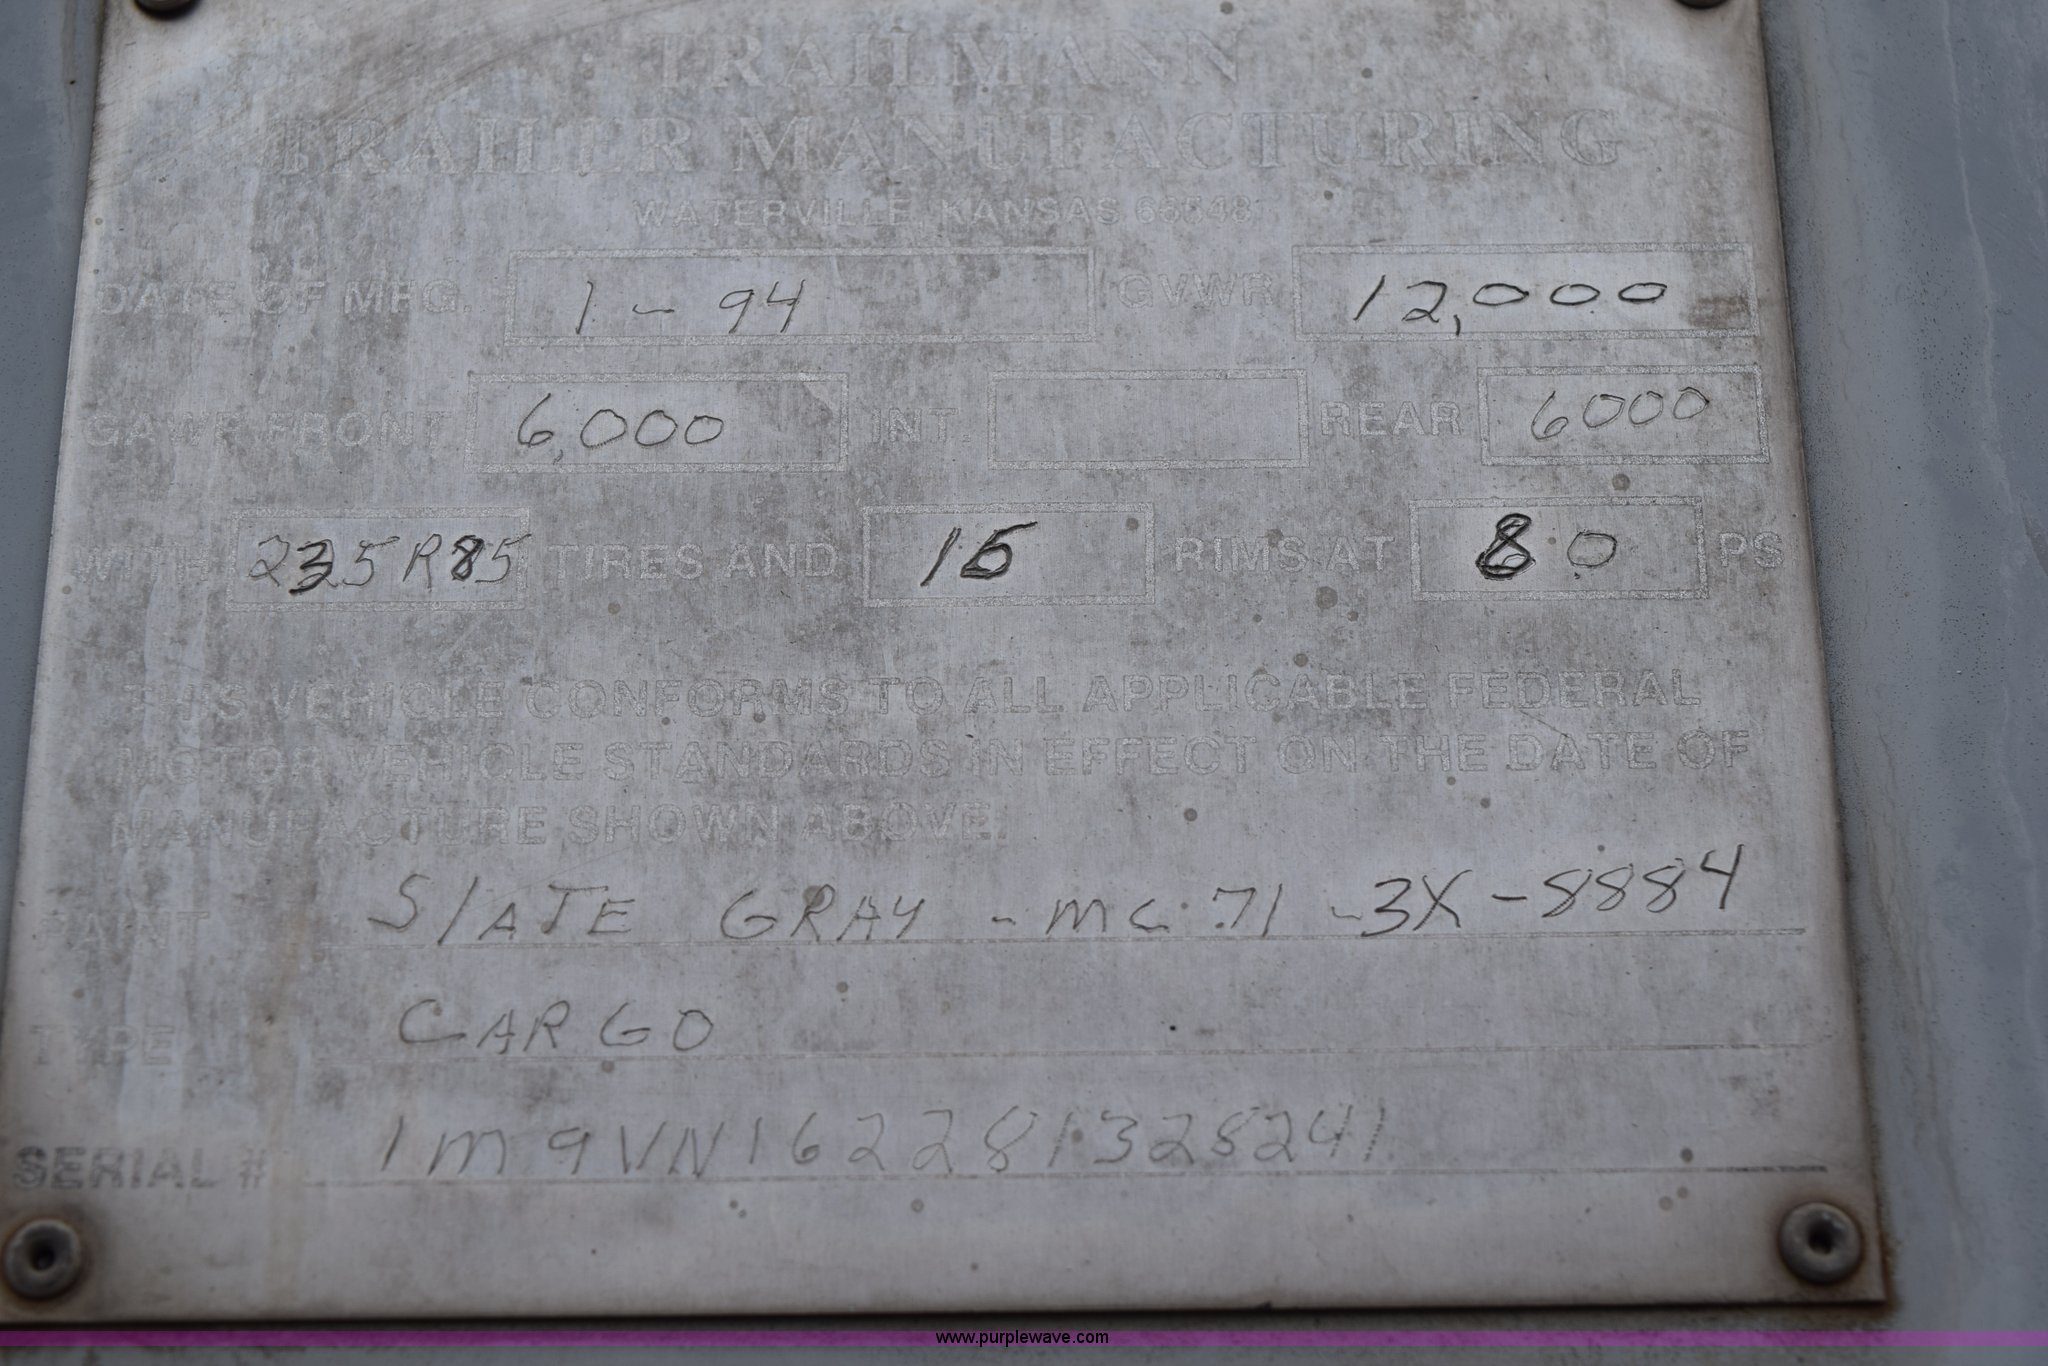 TRAILMANN
TRAILER MANUFACTURING
WATERVILLE, KANSAS 66548
DATE OF MFG. 1-94 GVWR 12,000
GAWR FRONT 6,000 INT REAR 6000
WITH 235R85 TIRES AND 16 RIMS AT 80 PS
THIS VEHICLE CONFORMS TO ALL APPLICABLE FEDERAL
MOTOR VEHICLE STANDARDS IN EFFECT ON THE DATE OF
MANUFACTURE SHOWN ABOVE.
PAINT SLATE GRAY - MC.71 - 3X - 8884
TYPE CARGO
SERIAL # 1M9VN162281328241
www.purplewave.com